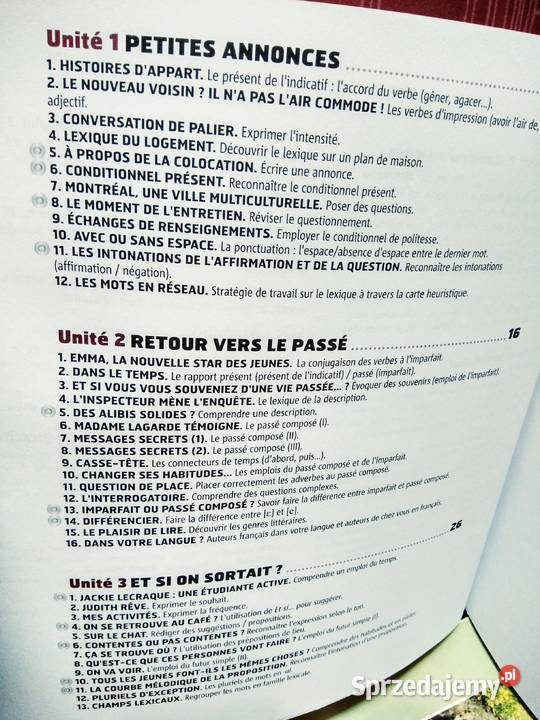 Unité 1 PETITES ANNONCES
1. HISTOIRES D'APPART. Le présent de l'indicatif : l'accord du verbe (gêner, agacer...).
2. LE NOUVEAU VOISIN ? IL N'A PAS L'AIR COMMODE ! Les verbes d'impression (avoir l'air de,
adjectif.
3. CONVERSATION DE PALIER. Exprimer l'intensité.
4. LEXIQUE DU LOGEMENT. Découvrir le lexique sur un plan de maison.
5. À PROPOS DE LA COLOCATION. Écrire une annonce.
6. CONDITIONNEL PRÉSENT. Reconnaître le conditionnel présent.
7. MONTRÉAL, UNE VILLE MULTICULTURELLE. Poser des questions.
8. LE MOMENT DE L'ENTRETIEN. Réviser le questionnement.
9. ÉCHANGES DE RENSEIGNEMENTS. Employer le conditionnel de politesse.
10. AVEC OU SANS ESPACE. La ponctuation : l'espace/absence d'espace entre le dernier mot.
11. LES INTONATIONS DE L'AFFIRMATION ET DE LA QUESTION. Reconnaître les intonations
(affirmation / négation).
12. LES MOTS EN RÉSEAU. Stratégie de travail sur le lexique à travers la carte heuristique.
Unité 2 RETOUR VERS LE PASSÉ 16
1. EMMA, LA NOUVELLE STAR DES JEUNES. La conjugaison des verbes à l'imparfait.
2. DANS LE TEMPS. Le rapport présent (présent de l'indicatif) / passé (imparfait).
3. ET SI VOUS VOUS SOUVENIEZ D'UNE VIE PASSÉE... ? Évoquer des souvenirs (emploi de l'imparfait).
4. L'INSPECTEUR MÈNE L'ENQUÊTE. Le lexique de la description.
5. DES ALIBIS SOLIDES ? Comprendre une description.
6. MADAME LAGARDE TÉMOIGNE. Le passé composé (I).
7. MESSAGES SECRETS (1). Le passé composé (II).
8. MESSAGES SECRETS (2). Le passé composé (III).
9. CASSE-TÊTE. Les connecteurs de temps (d'abord, puis...).
10. CHANGER SES HABITUDES... Les emplois du passé composé et de l'imparfait.
11. QUESTION DE PLACE. Placer correctement les adverbes au passé composé.
12. L'INTERROGATOIRE. Comprendre des questions complexes.
13. IMPARFAIT OU PASSÉ COMPOSÉ ? Savoir faire la différence entre imparfait et passé composé.
14. DIFFÉRENCIER. Faire la différence entre [ɛ] et [e].
15. LE PLAISIR DE LIRE. Découvrir les genres littéraires.
16. DANS VOTRE LANGUE ? Auteurs français dans votre langue et auteurs de chez vous en français.
Unité 3 ET SI ON SORTAIT ? 26
1. JACKIE LECRAQUE : UNE ÉTUDIANTE ACTIVE. Comprendre un emploi du temps.
2. JUDITH RÊVE. Exprimer le souhait.
3. MES ACTIVITÉS. Exprimer la fréquence.
4. ON SE RETROUVE AU CAFÉ ? L'utilisation de Et si... pour suggérer.
5. SUR LE CHAT. Rédiger des suggestions / propositions.
6. CONTENTES OU PAS CONTENTES ? Reconnaître l'expression selon le ton.
7. ÇA SE TROUVE OÙ ? L'utilisation des prépositions de lieu.
8. QU'EST-CE QUE CES PERSONNES VONT FAIRE ? L'emploi du futur simple (I).
9. ON VA VOIR. L'emploi du futur simple (II).
10. TOUS LES JEUNES FONT-ILS LES MÊMES CHOSES ? Comprendre des habitudes et en parler.
11. LA COURBE MÉLODIQUE DE LA PROPOSITION. Reconnaître l'intonation d'une proposition.
12. PLURIELS D'EXCEPTION. Les pluriels de mots en -al.
13. CHAMPS LEXICAUX. Regrouper les mots en famille lexicale.
Sprzedajemy.pl